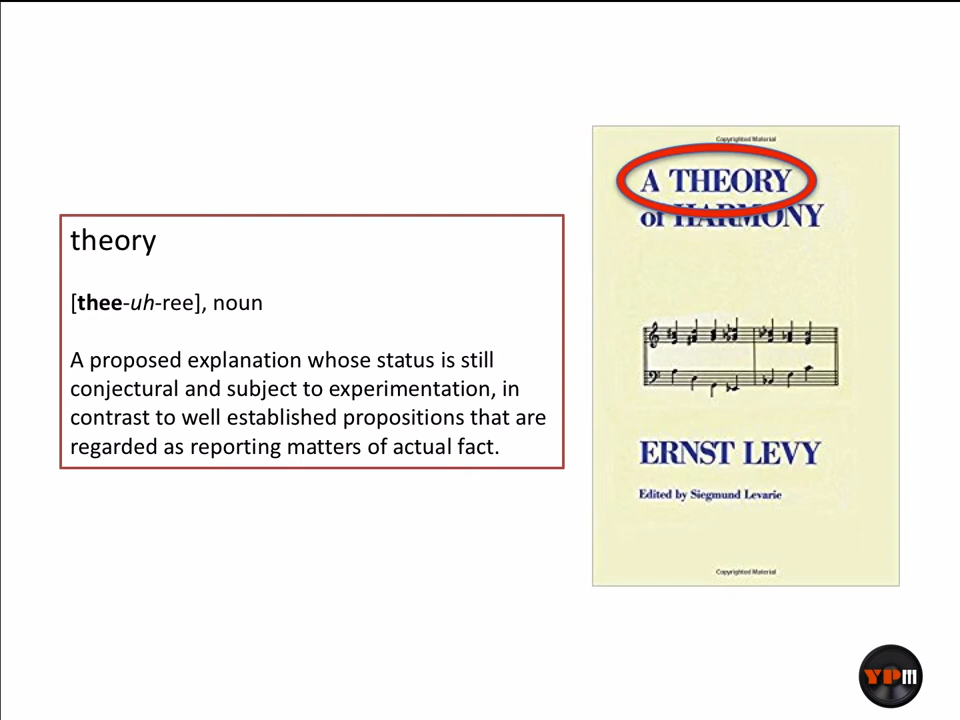 theory
[thee-uh-ree], noun
A proposed explanation whose status is still
conjectural and subject to experimentation, in
contrast to well established propositions that are
regarded as reporting matters of actual fact.
Copyrighted Material
A THEORY
of HARMONY
ERNST LEVY
Edited by Siegmund Levarie
Copyrighted Material
YPM